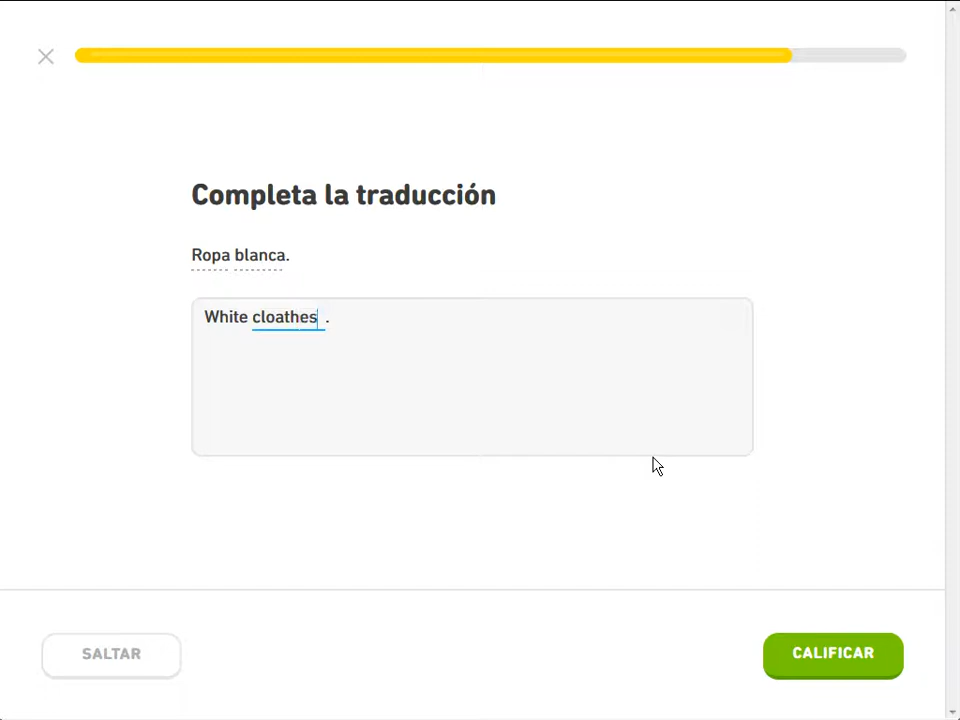 Completa la traducción
Ropa blanca.
White cloathes .
SALTAR
CALIFICAR